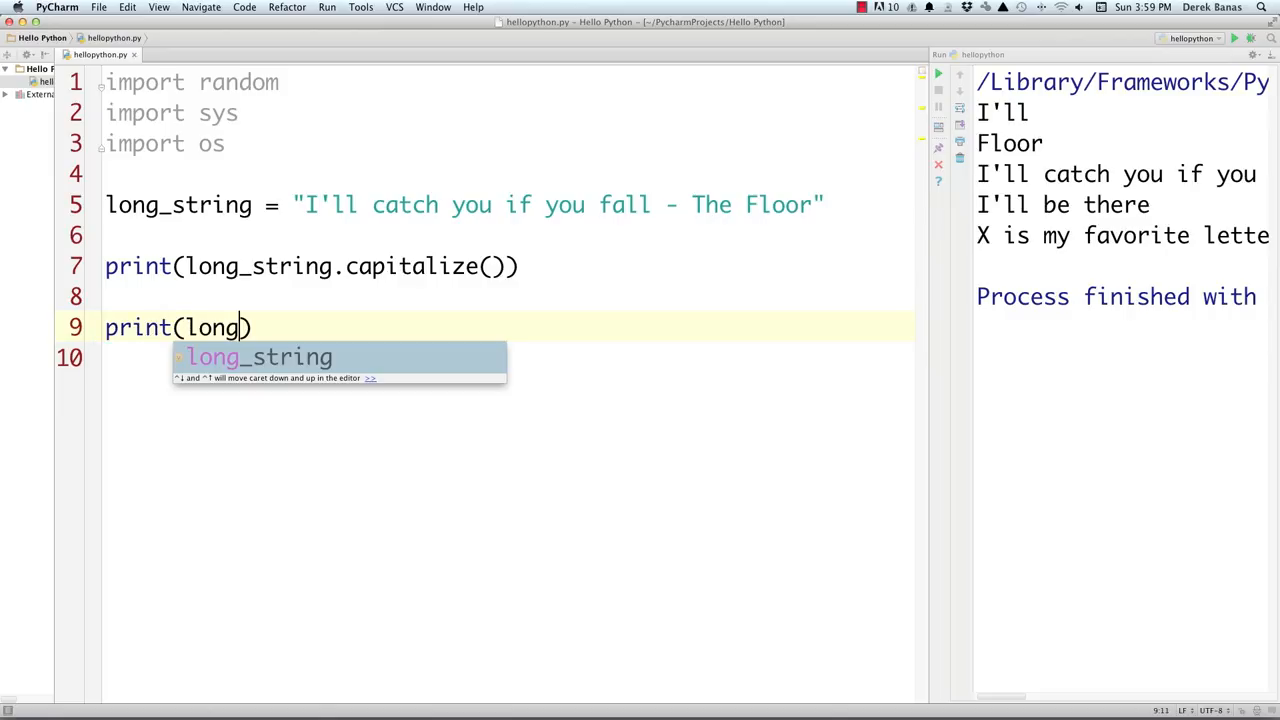 PyCharm File Edit View Navigate Code Refactor Run Tools VCS Window Help 10 Sun 3:59 PM Derek Banas
hellopython.py - Hello Python - [~/PycharmProjects/Hello Python]
Hello Python hellopython.py hellopython
hellopython.py Run hellopython
Hello P
hell
Extern
1 import random
2 import sys
3 import os
4
5 long_string = "I'll catch you if you fall - The Floor"
6
7 print(long_string.capitalize())
8
9 print(long)
long_string
^↓ and ^↑ will move caret down and up in the editor >>
10
/Library/Frameworks/Py
I'll
Floor
I'll catch you if you
I'll be there
X is my favorite lette
Process finished with
9:11 LF UTF-8